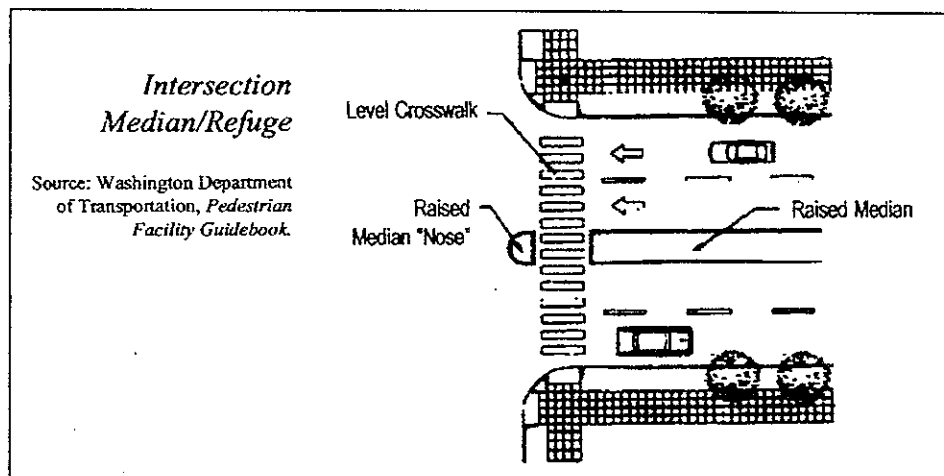 Intersection
Median/Refuge
Source: Washington Department
of Transportation, Pedestrian
Facility Guidebook.
Level Crosswalk
Raised
Median "Nose"
Raised Median